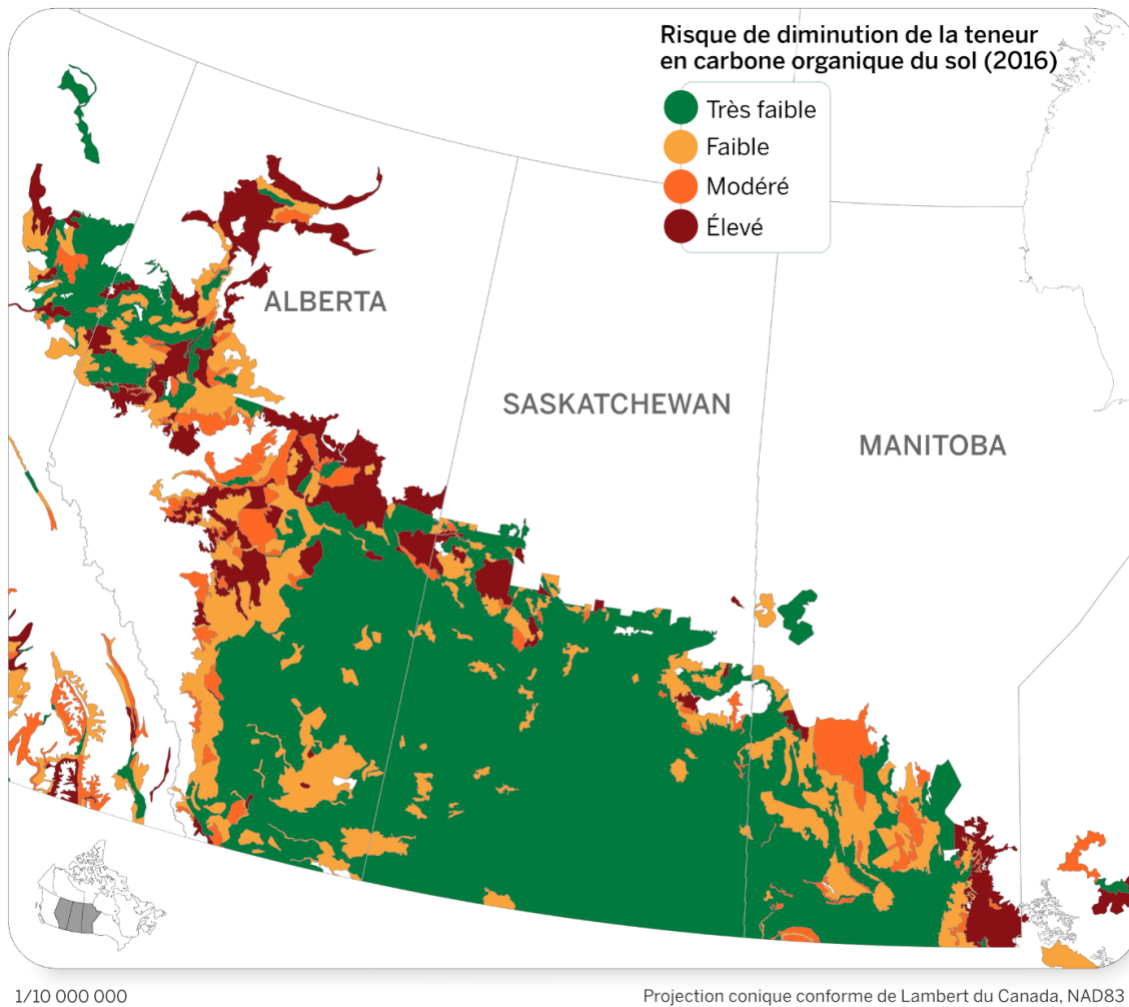 Risque de diminution de la teneur
en carbone organique du sol (2016)
Très faible
Faible
Modéré
Élevé
ALBERTA
SASKATCHEWAN
MANITOBA
1/10 000 000
Projection conique conforme de Lambert du Canada, NAD83